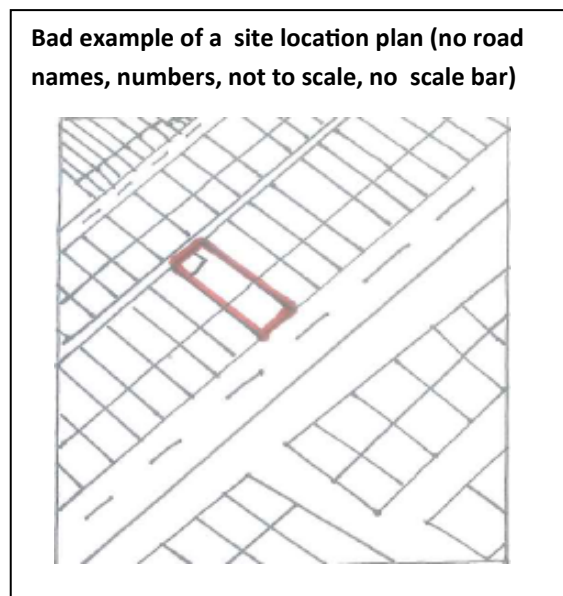 Bad example of a site location plan (no road
names, numbers, not to scale, no scale bar)